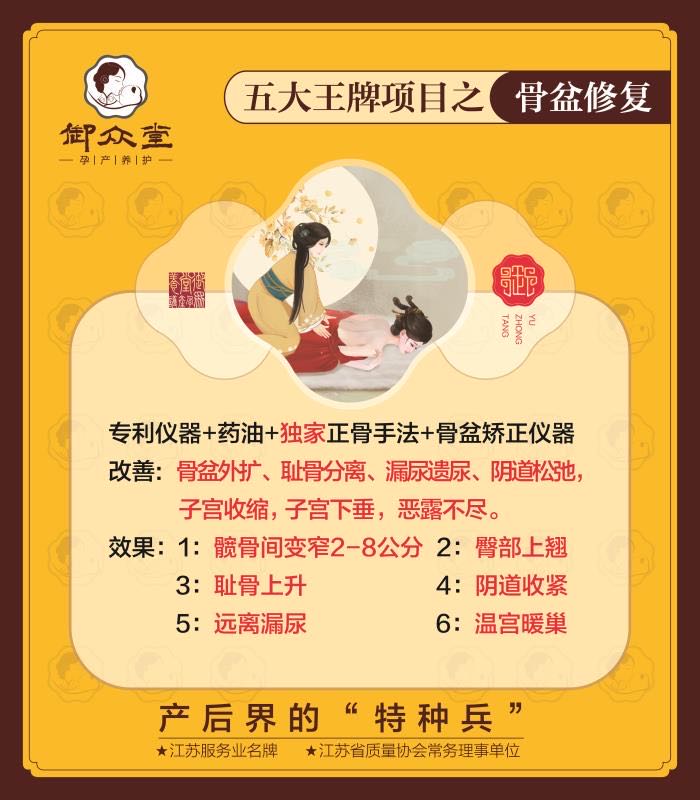 五大王牌项目之 骨盆修复
御众堂
孕|产|养|护
YU
ZHONG
TANG
专利仪器+药油+独家正骨手法+骨盆矫正仪器
改善：骨盆外扩、耻骨分离、漏尿遗尿、阴道松弛，
子宫收缩，子宫下垂，恶露不尽。
效果：1：髋骨间变窄2-8公分 2：臀部上翘
3：耻骨上升 4：阴道收紧
5：远离漏尿 6：温宫暖巢
产后界的“特种兵”
★江苏服务业名牌 ★江苏省质量协会常务理事单位